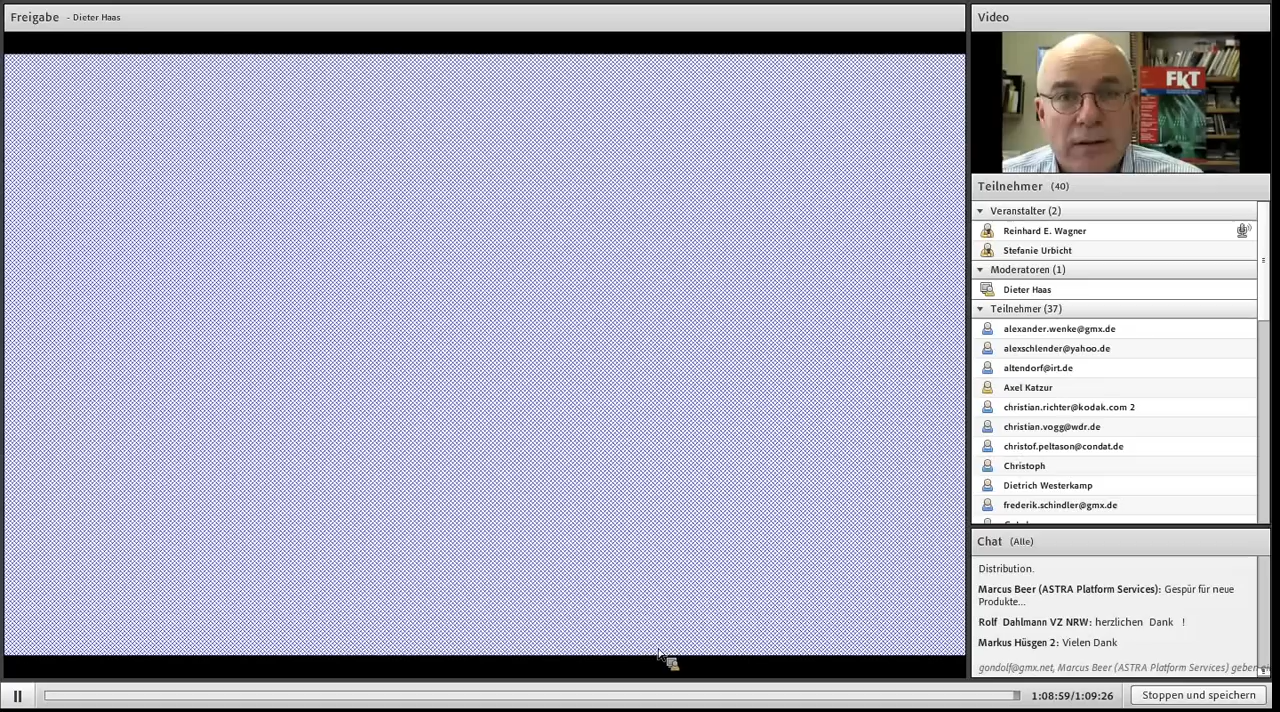 Freigabe - Dieter Haas
Video
FKT
Teilnehmer (40)
Veranstalter (2)
Reinhard E. Wagner
Stefanie Urbicht
Moderatoren (1)
Dieter Haas
Teilnehmer (37)
alexander.wenke@gmx.de
alexschlender@yahoo.de
altendorf@irt.de
Axel Katzur
christian.richter@kodak.com 2
christian.vogg@wdr.de
christof.peltason@condat.de
Christoph
Dietrich Westerkamp
frederik.schindler@gmx.de
Chat (Alle)
Distribution.
Marcus Beer (ASTRA Platform Services): Gespür für neue
Produkte...
Rolf Dahlmann VZ NRW: herzlichen Dank !
Markus Hüsgen 2: Vielen Dank
gondolf@gmx.net, Marcus Beer (ASTRA Platform Services) geben
1:08:59/1:09:26
Stoppen und speichern